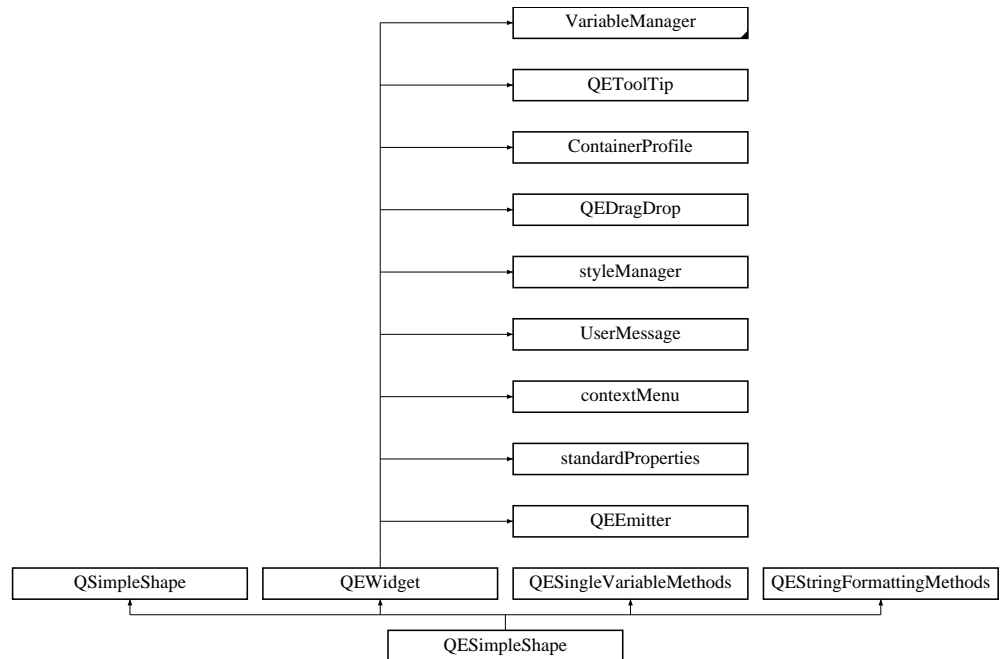 VariableManager
QEToolTip
ContainerProfile
QEDragDrop
styleManager
UserMessage
contextMenu
standardProperties
QEEmitter
QSimpleShape
QEWidget
QESingleVariableMethods
QEStringFormattingMethods
QESimpleShape